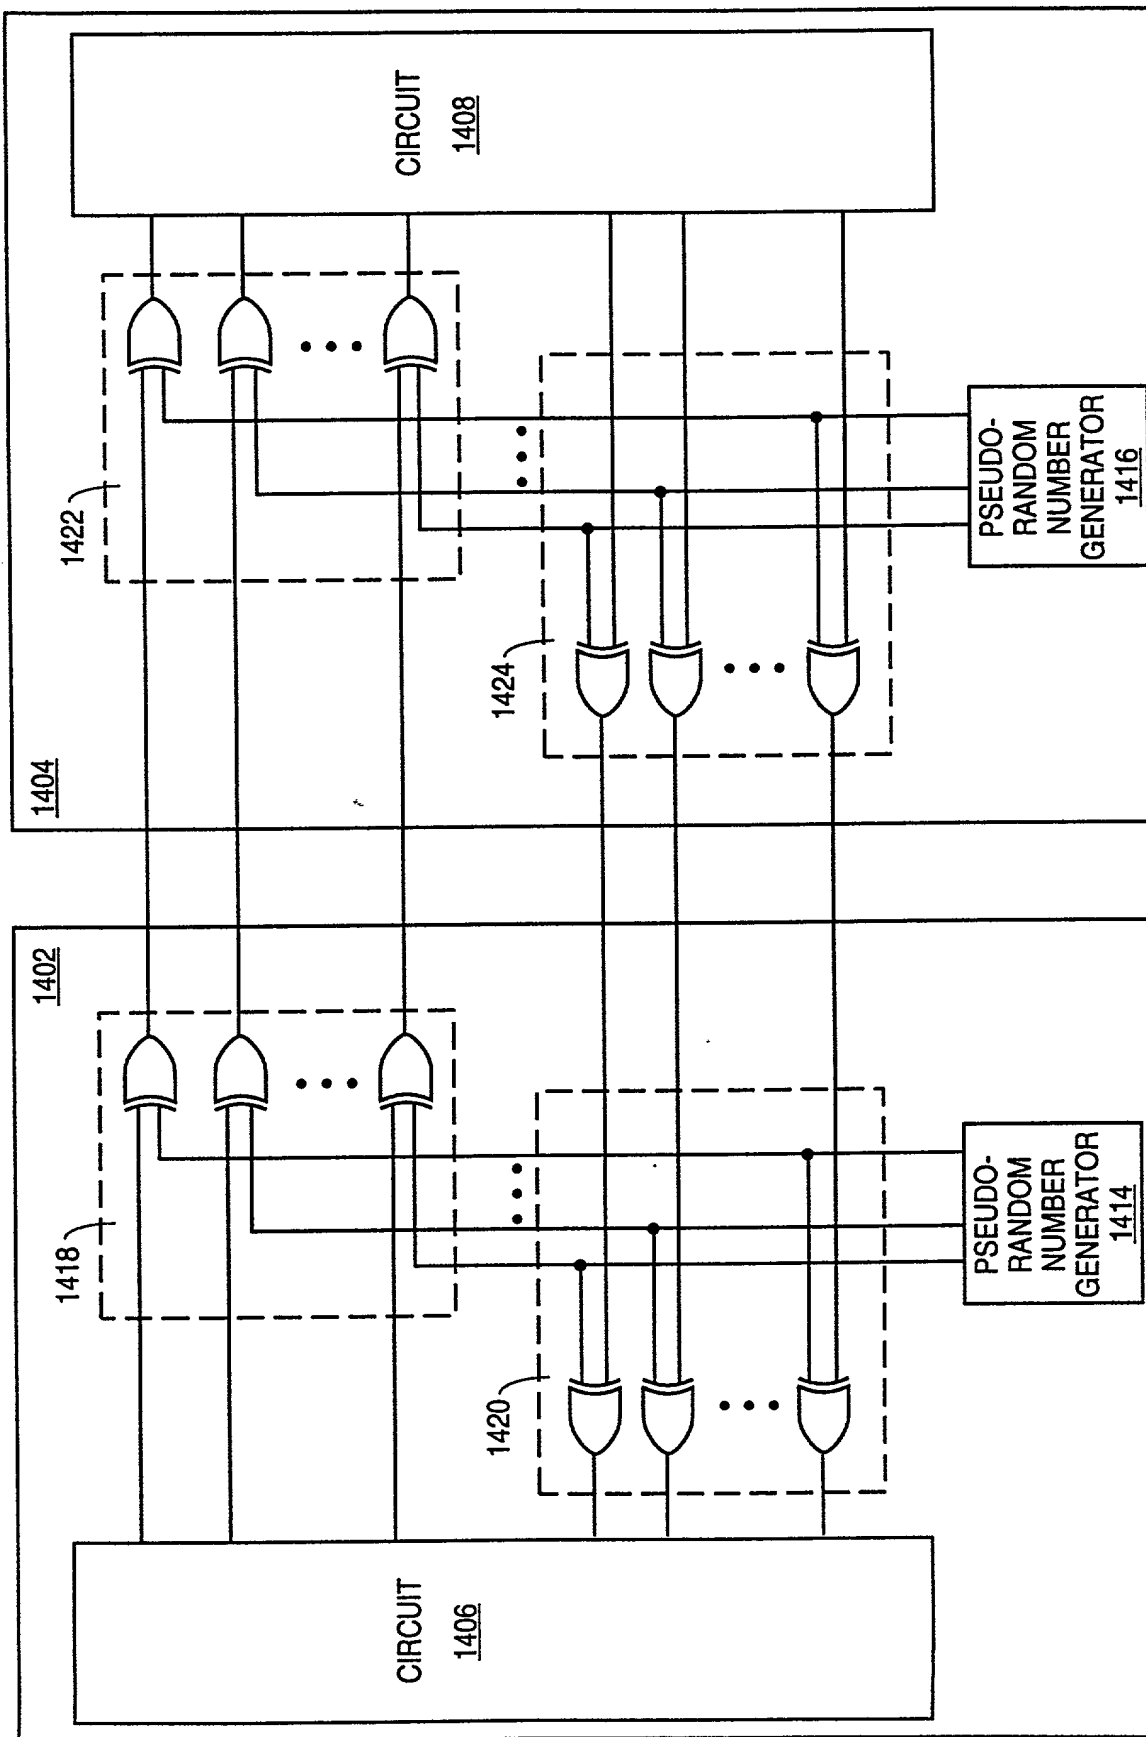 1402
CIRCUIT
1406
1418
1420
PSEUDO-
RANDOM
NUMBER
GENERATOR
1414
1404
1422
1424
CIRCUIT
1408
PSEUDO-
RANDOM
NUMBER
GENERATOR
1416